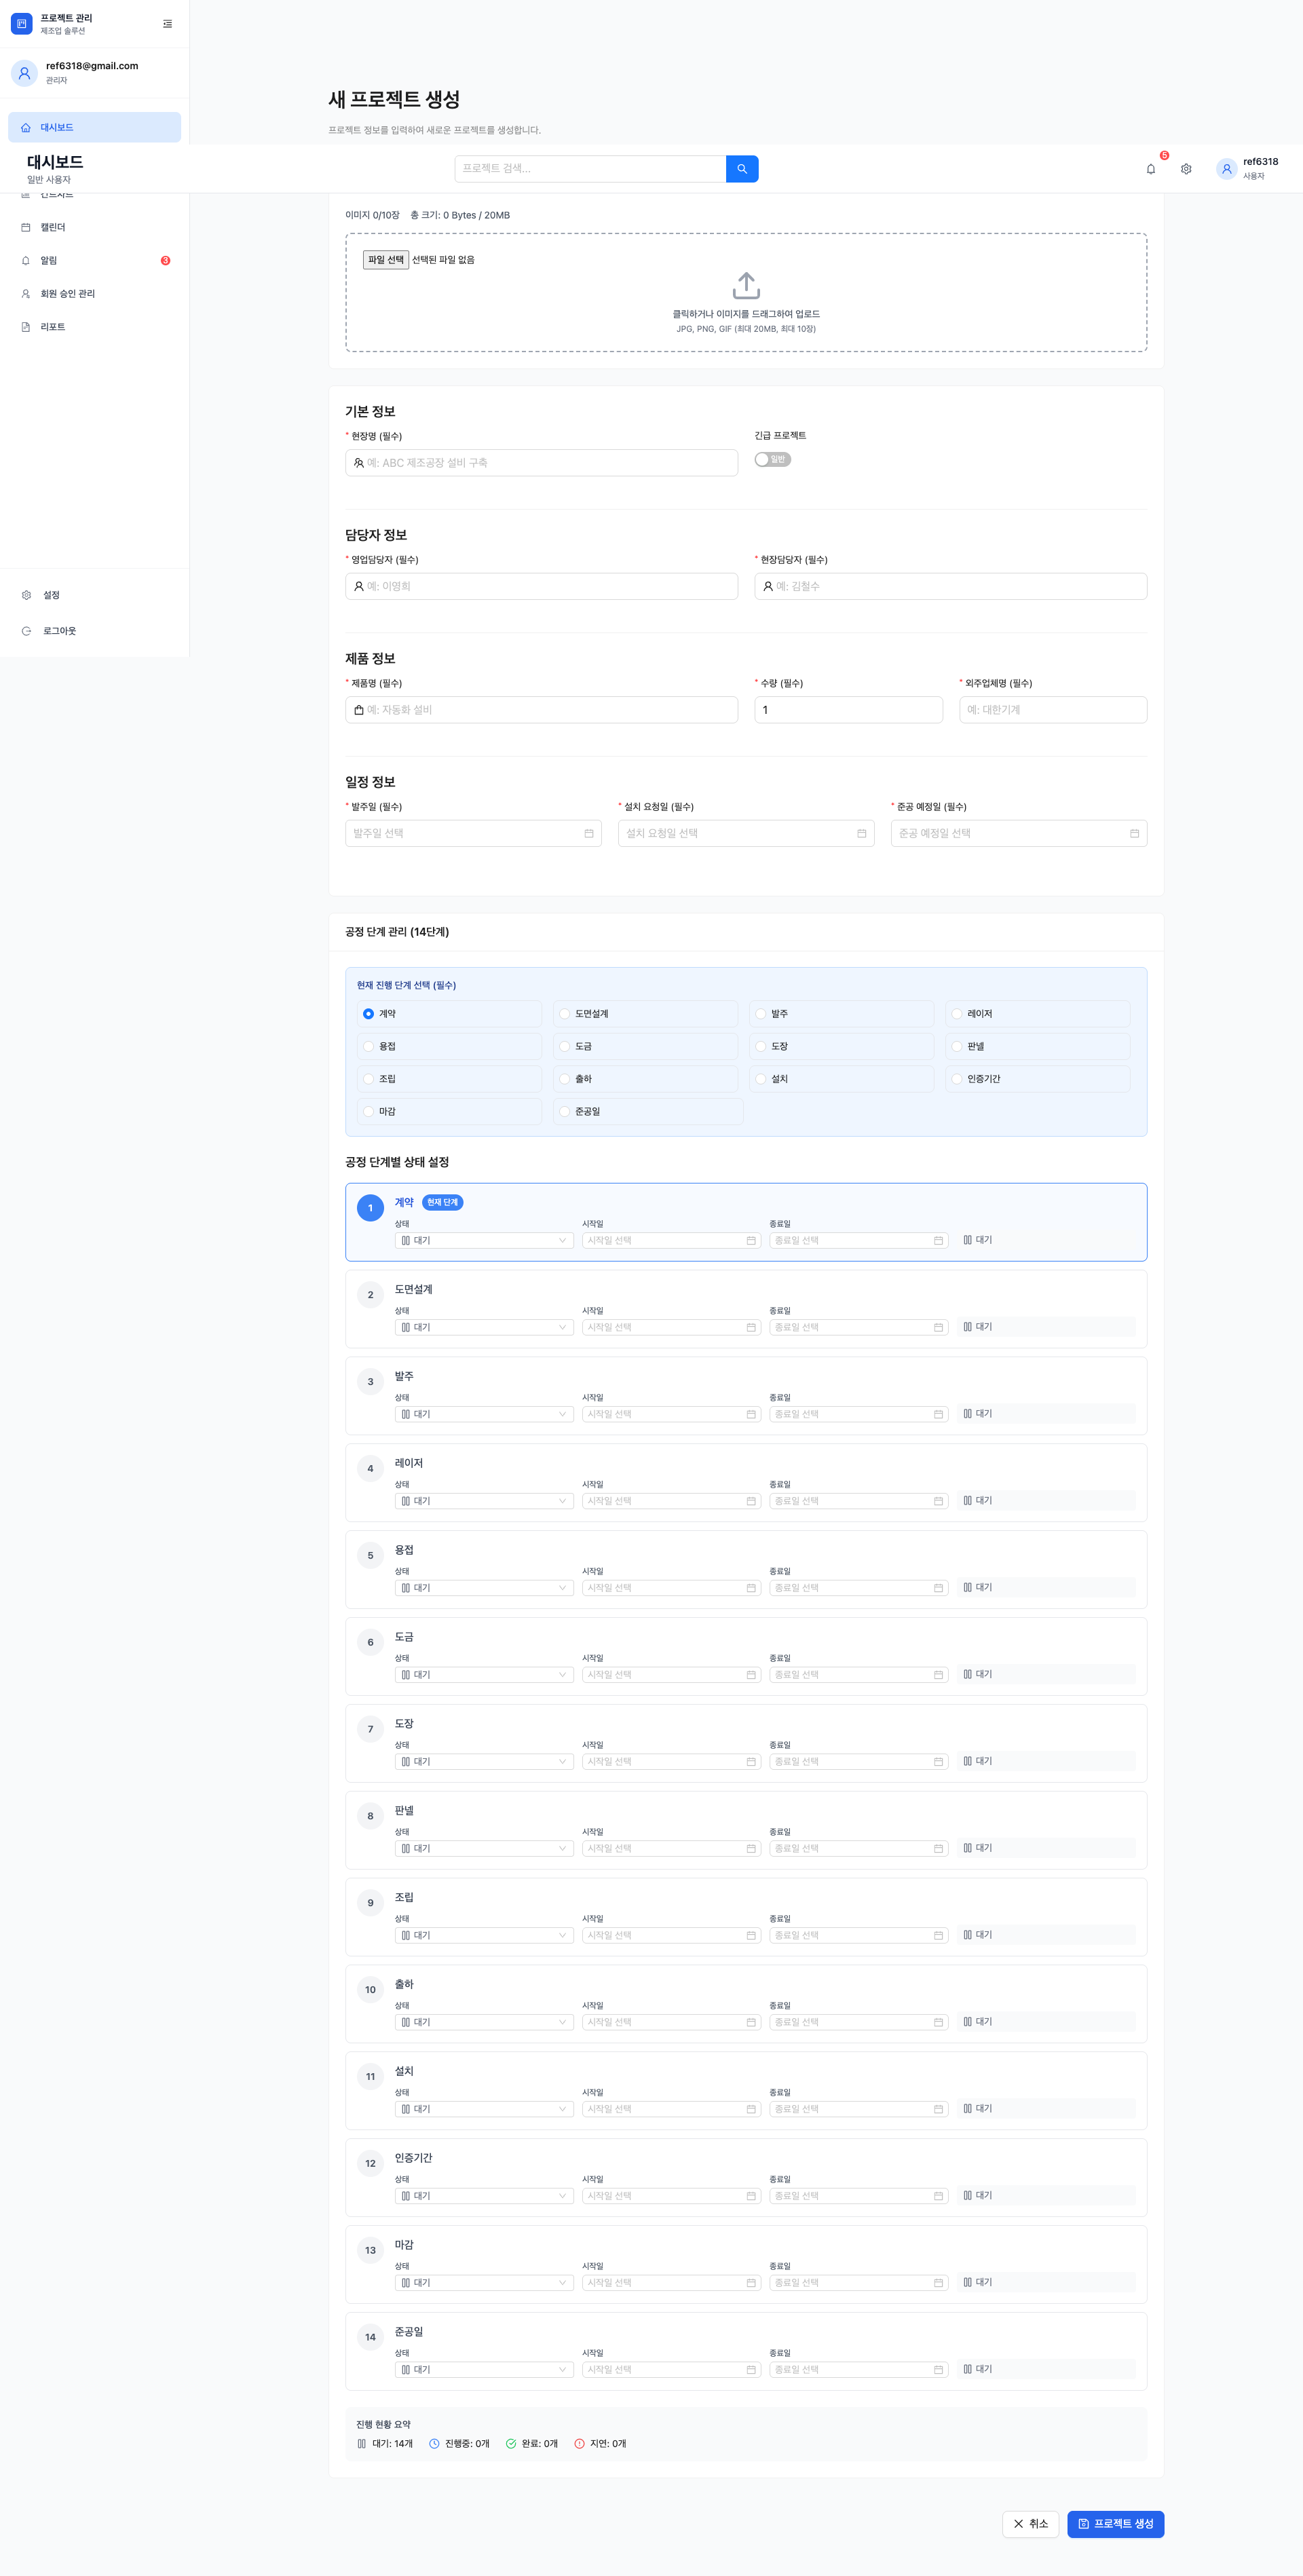 프로젝트 관리
제조업 솔루션
ref6318@gmail.com
관리자
대시보드
새 프로젝트 생성
프로젝트 정보를 입력하여 새로운 프로젝트를 생성합니다.
대시보드
일반 사용자
프로젝트 검색...
5
ref6318
사용자
캘린더
알림
3
회원 승인 관리
리포트
설정
로그아웃
이미지 0/10장 총 크기: 0 Bytes / 20MB
파일 선택 선택된 파일 없음
클릭하거나 이미지를 드래그하여 업로드
JPG, PNG, GIF (최대 20MB, 최대 10장)
기본 정보
* 현장명 (필수)
긴급 프로젝트
예: ABC 제조공장 설비 구축
일반
담당자 정보
* 영업담당자 (필수)
* 현장담당자 (필수)
예: 이영희
예: 김철수
제품 정보
* 제품명 (필수)
* 수량 (필수)
* 외주업체명 (필수)
예: 자동화 설비
1
예: 대한기계
일정 정보
* 발주일 (필수)
* 설치 요청일 (필수)
* 준공 예정일 (필수)
발주일 선택
설치 요청일 선택
준공 예정일 선택
공정 단계 관리 (14단계)
현재 진행 단계 선택 (필수)
계약 도면설계 발주 레이저
용접 도금 도장 판넬
조립 출하 설치 인증기간
마감 준공일
공정 단계별 상태 설정
1 계약 현재 단계
상태 시작일 종료일
대기 시작일 선택 종료일 선택 대기
2 도면설계
상태 시작일 종료일
대기 시작일 선택 종료일 선택 대기
3 발주
상태 시작일 종료일
대기 시작일 선택 종료일 선택 대기
4 레이저
상태 시작일 종료일
대기 시작일 선택 종료일 선택 대기
5 용접
상태 시작일 종료일
대기 시작일 선택 종료일 선택 대기
6 도금
상태 시작일 종료일
대기 시작일 선택 종료일 선택 대기
7 도장
상태 시작일 종료일
대기 시작일 선택 종료일 선택 대기
8 판넬
상태 시작일 종료일
대기 시작일 선택 종료일 선택 대기
9 조립
상태 시작일 종료일
대기 시작일 선택 종료일 선택 대기
10 출하
상태 시작일 종료일
대기 시작일 선택 종료일 선택 대기
11 설치
상태 시작일 종료일
대기 시작일 선택 종료일 선택 대기
12 인증기간
상태 시작일 종료일
대기 시작일 선택 종료일 선택 대기
13 마감
상태 시작일 종료일
대기 시작일 선택 종료일 선택 대기
14 준공일
상태 시작일 종료일
대기 시작일 선택 종료일 선택 대기
진행 현황 요약
대기: 14개 진행중: 0개 완료: 0개 지연: 0개
취소
프로젝트 생성